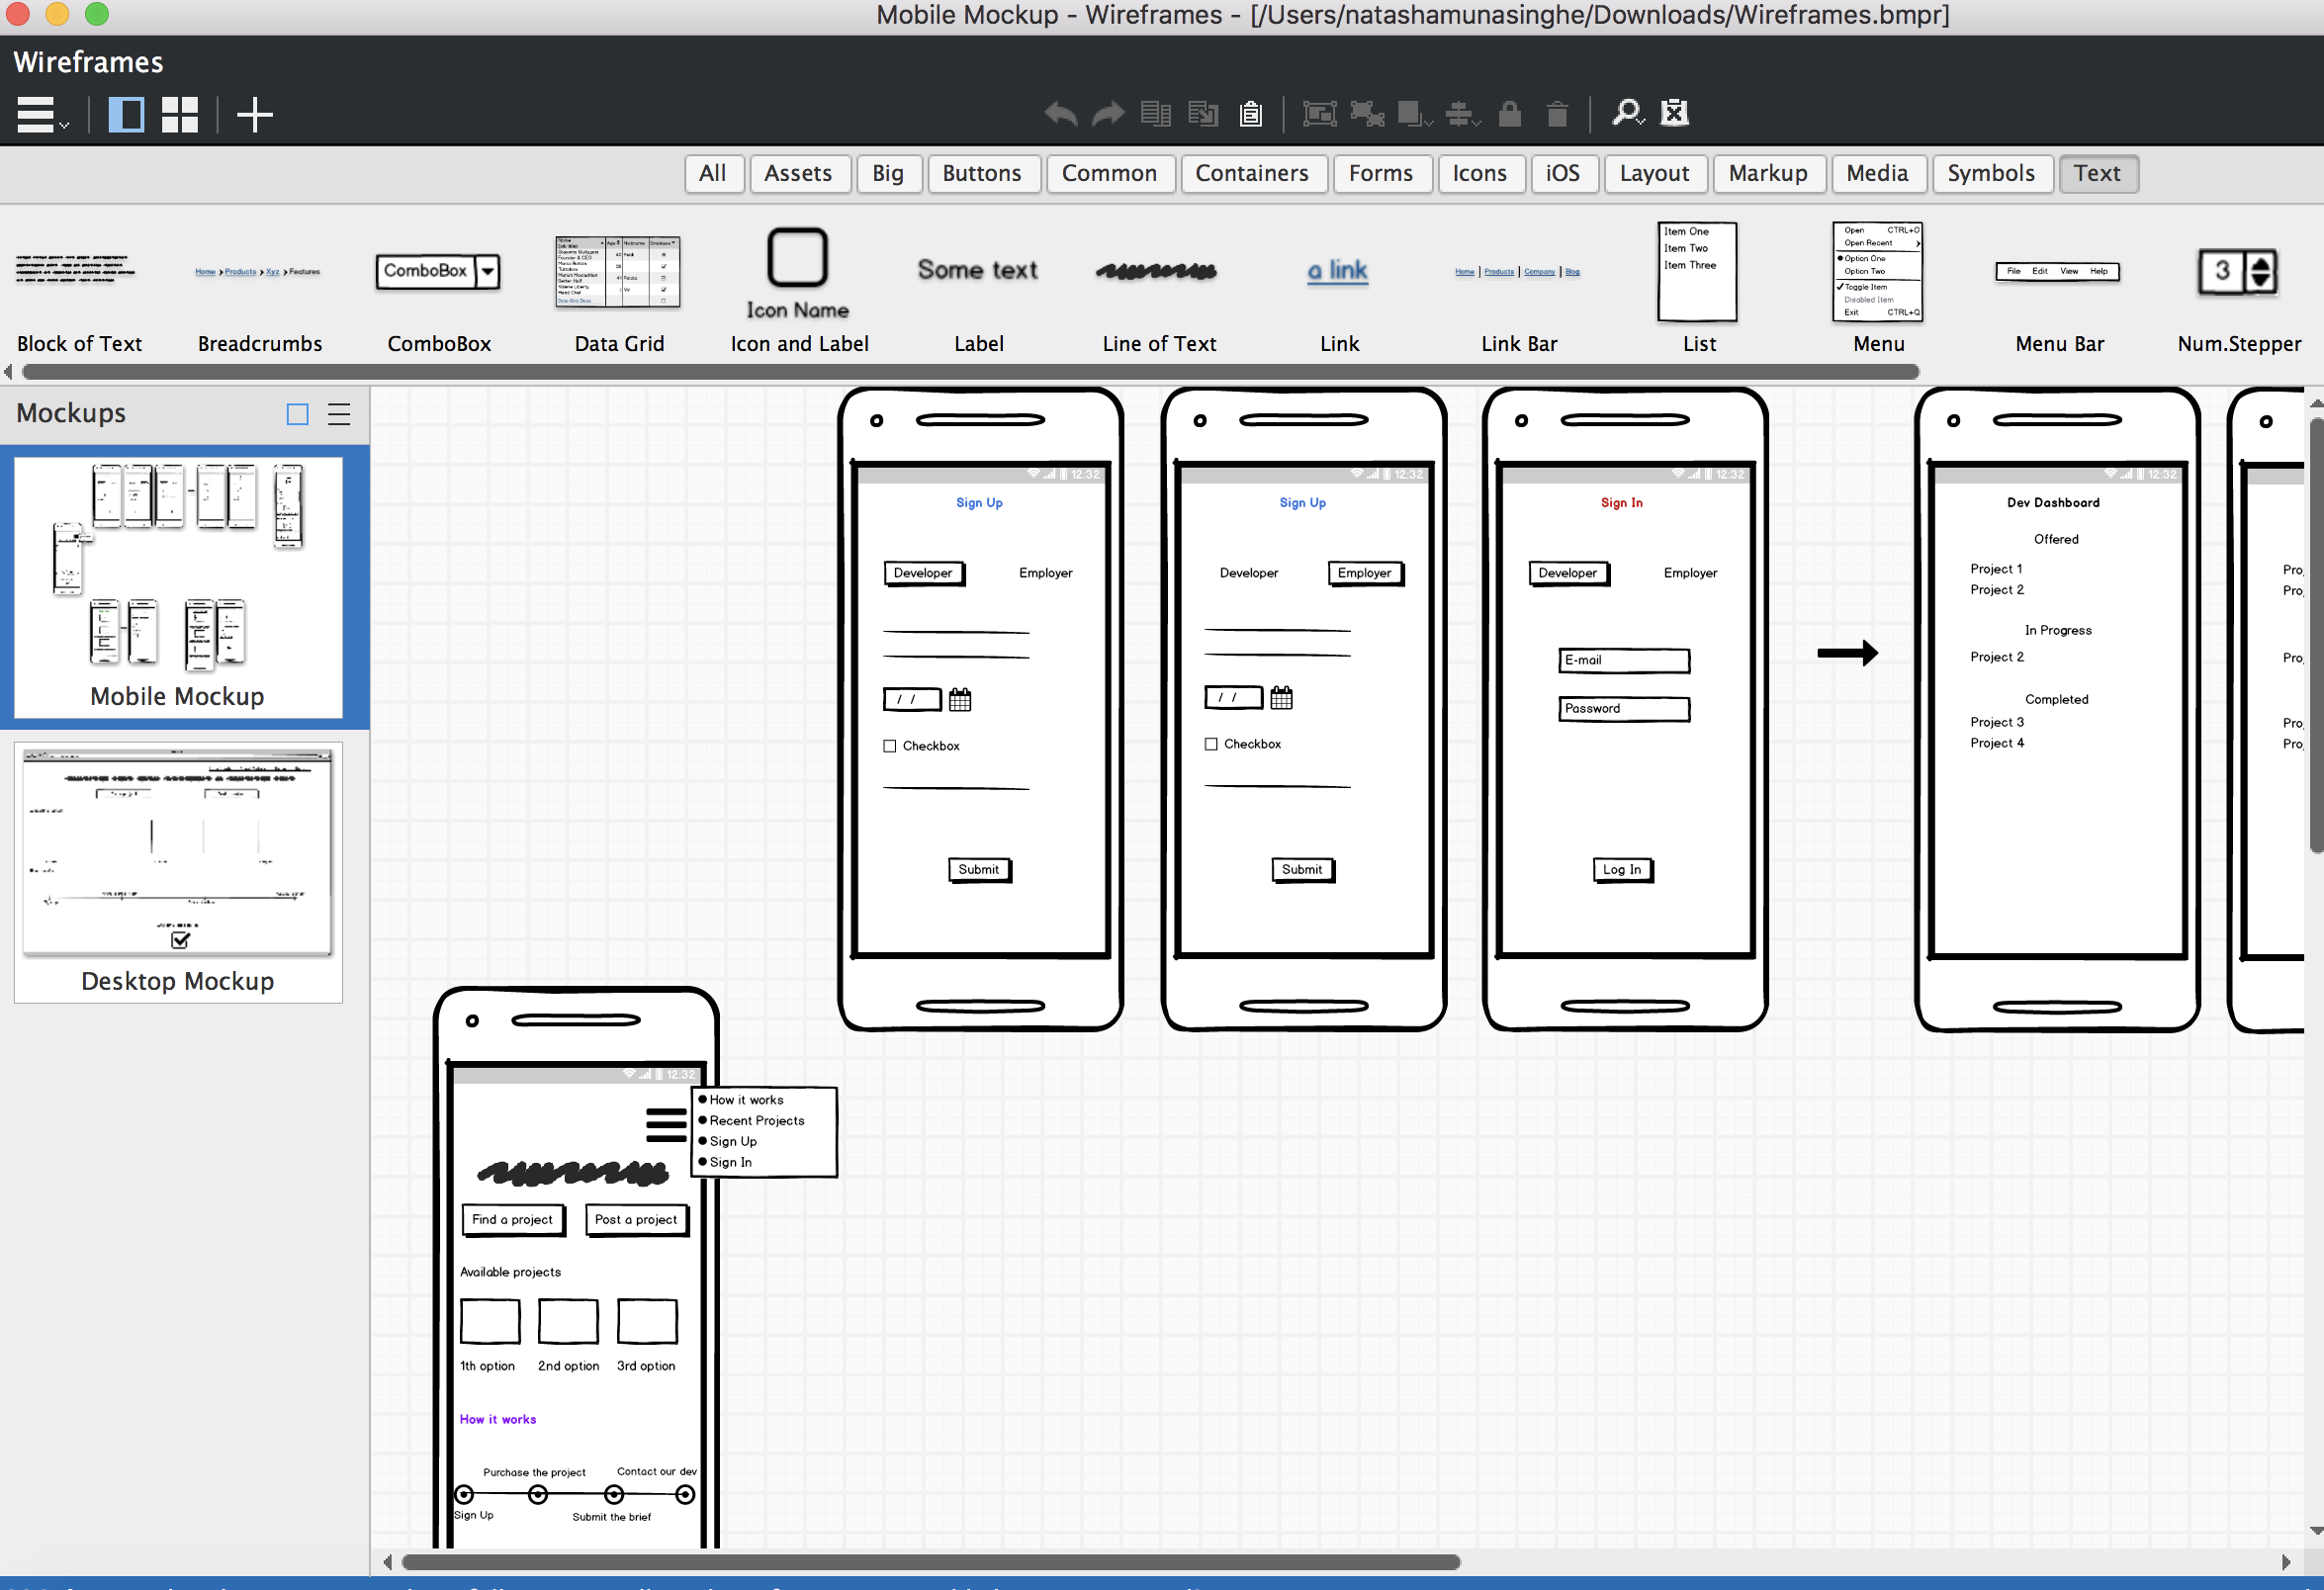 Mobile Mockup - Wireframes - [/Users/natashamunasinghe/Downloads/Wireframes.bmpr]
Wireframes
All Assets Big Buttons Common Containers Forms Icons iOS Layout Markup Media Symbols Text
Home Products Xyz Features
ComboBox
Icon Name
Some text
a link
Home Products Company Blog
Item One
Item Two
Item Three
Open CTRL+O
Open Recent
Option One
Option Two
Toggle Item
Disabled Item
Exit CTRL+Q
File Edit View Help
3
Block of Text Breadcrumbs ComboBox Data Grid Icon and Label Label Line of Text Link Link Bar List Menu Menu Bar Num.Stepper
Mockups
Mobile Mockup
Desktop Mockup
12:32
Sign Up
Developer Employer
/ /
Checkbox
Submit
12:32
Sign Up
Developer Employer
/ /
Checkbox
Submit
12:32
Sign In
Developer Employer
E-mail
Password
Log In
12:32
Dev Dashboard
Offered
Project 1
Project 2
In Progress
Project 2
Completed
Project 3
Project 4
Pro
Pro
Pro
Pro
Pro
12:32
How it works
Recent Projects
Sign Up
Sign In
Find a project Post a project
Available projects
1th option 2nd option 3rd option
How it works
Purchase the project Contact our dev
Sign Up Submit the brief